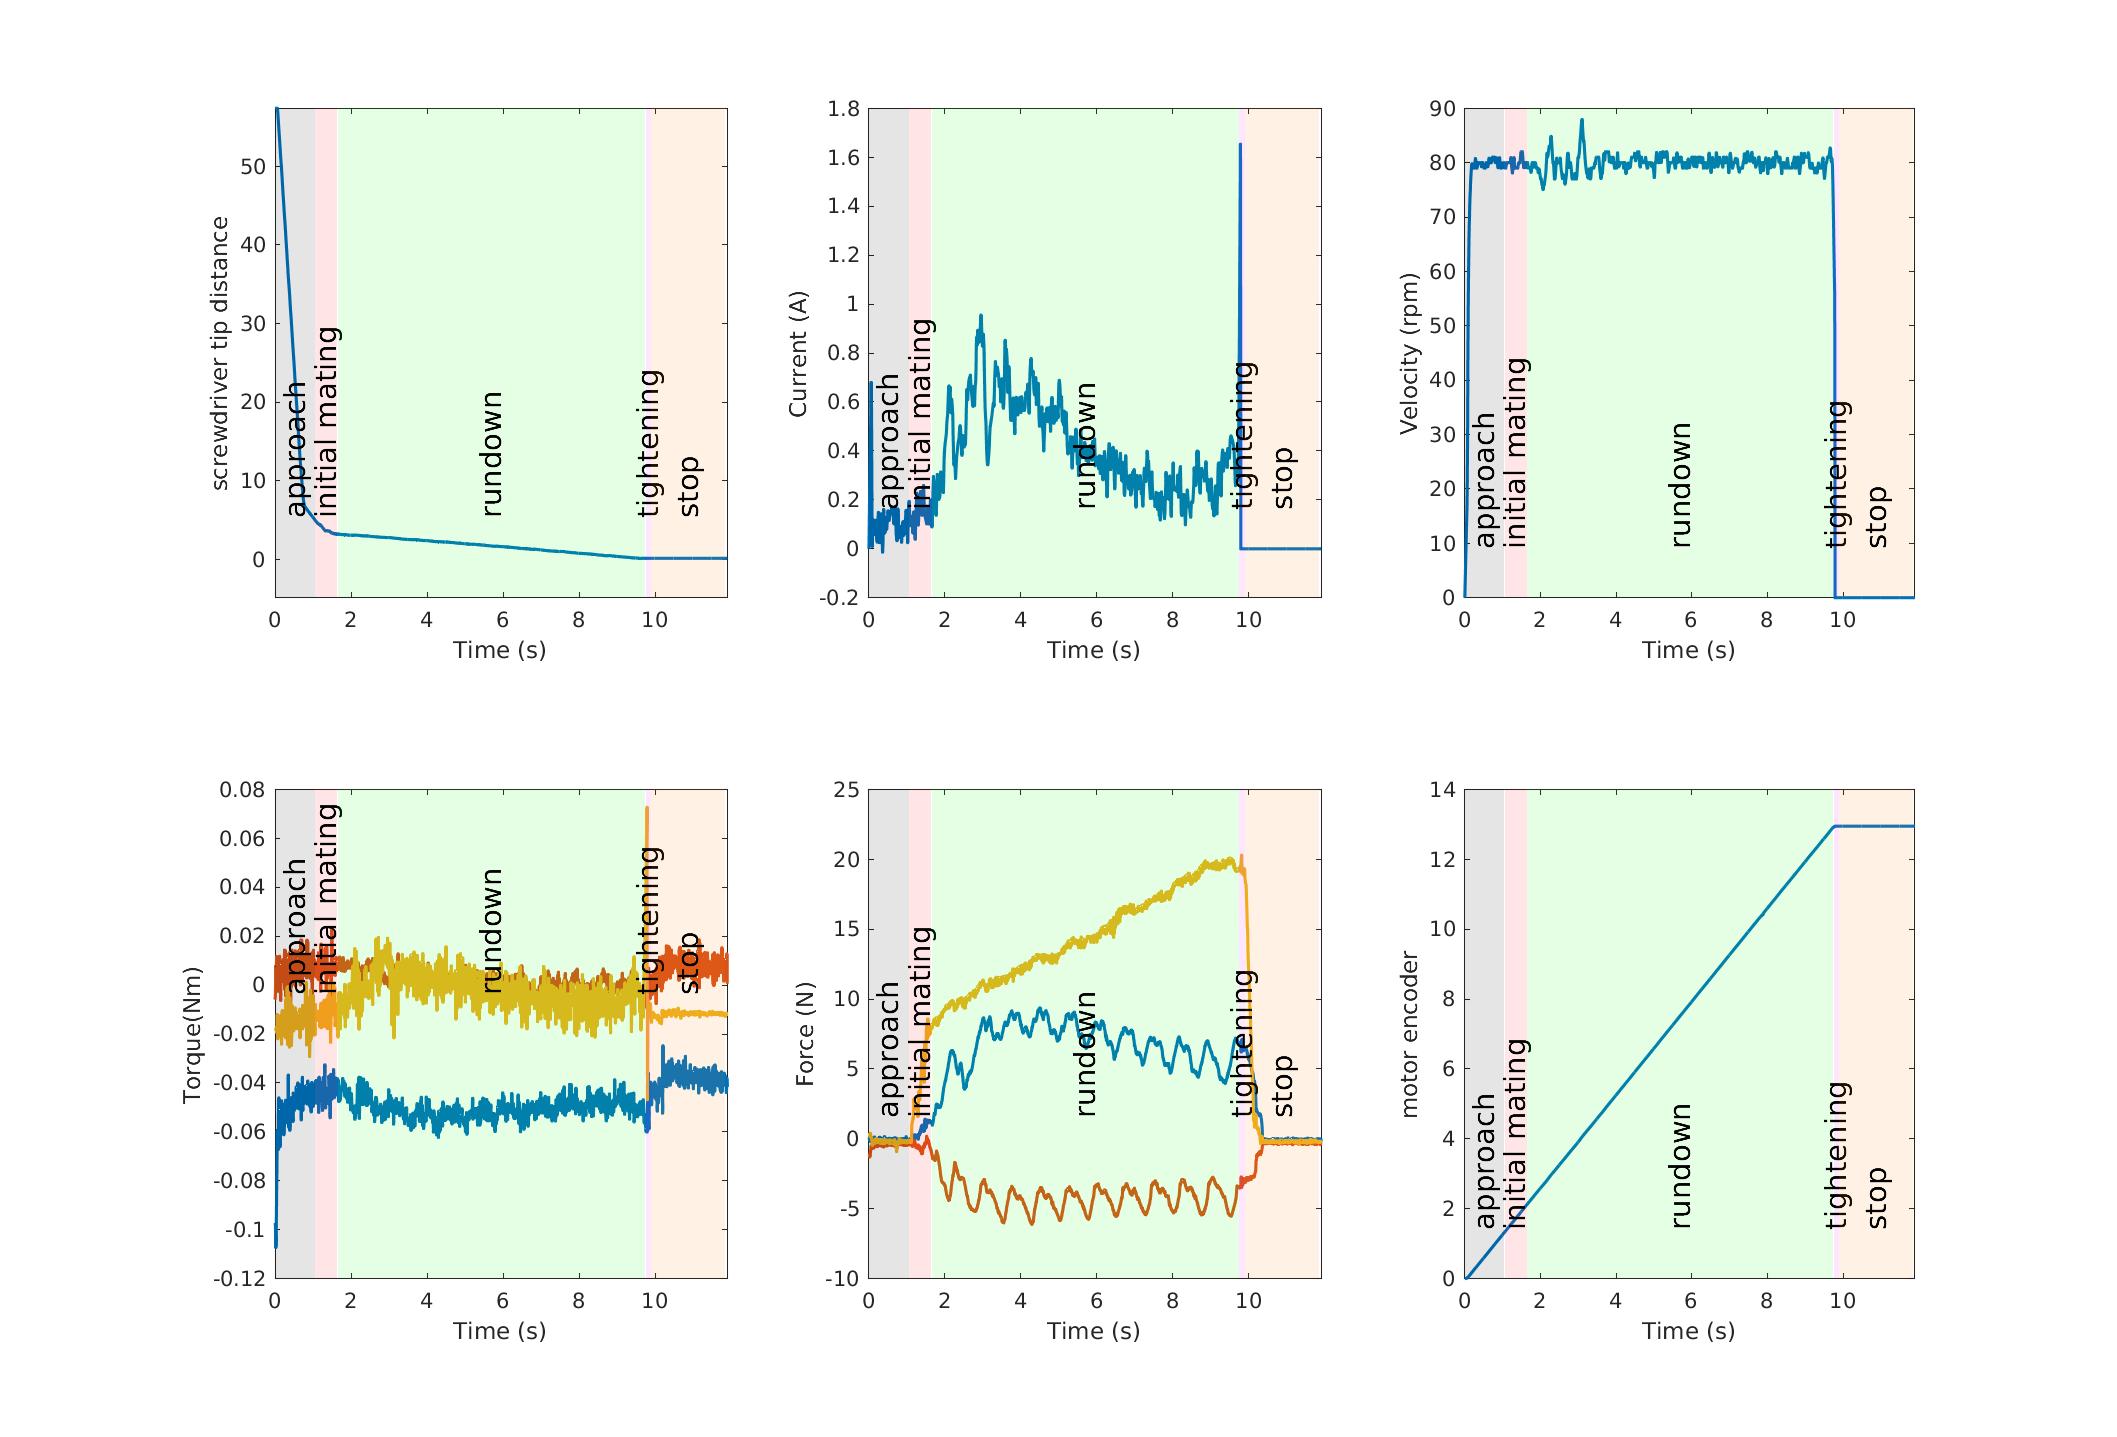 screwdriver tip distance
50
40
30
20
10
0
approach
initial mating
rundown
tightening
stop
0 2 4 6 8 10
Time (s)
Current (A)
1.8
1.6
1.4
1.2
1
0.8
0.6
0.4
0.2
0
-0.2
approach
initial mating
rundown
tightening
stop
0 2 4 6 8 10
Time (s)
Velocity (rpm)
90
80
70
60
50
40
30
20
10
0
approach
initial mating
rundown
tightening
stop
0 2 4 6 8 10
Time (s)
Torque(Nm)
0.08
0.06
0.04
0.02
0
-0.02
-0.04
-0.06
-0.08
-0.1
-0.12
approach
initial mating
rundown
tightening
stop
0 2 4 6 8 10
Time (s)
Force (N)
25
20
15
10
5
0
-5
-10
approach
initial mating
rundown
tightening
stop
0 2 4 6 8 10
Time (s)
motor encoder
14
12
10
8
6
4
2
0
approach
initial mating
rundown
tightening
stop
0 2 4 6 8 10
Time (s)